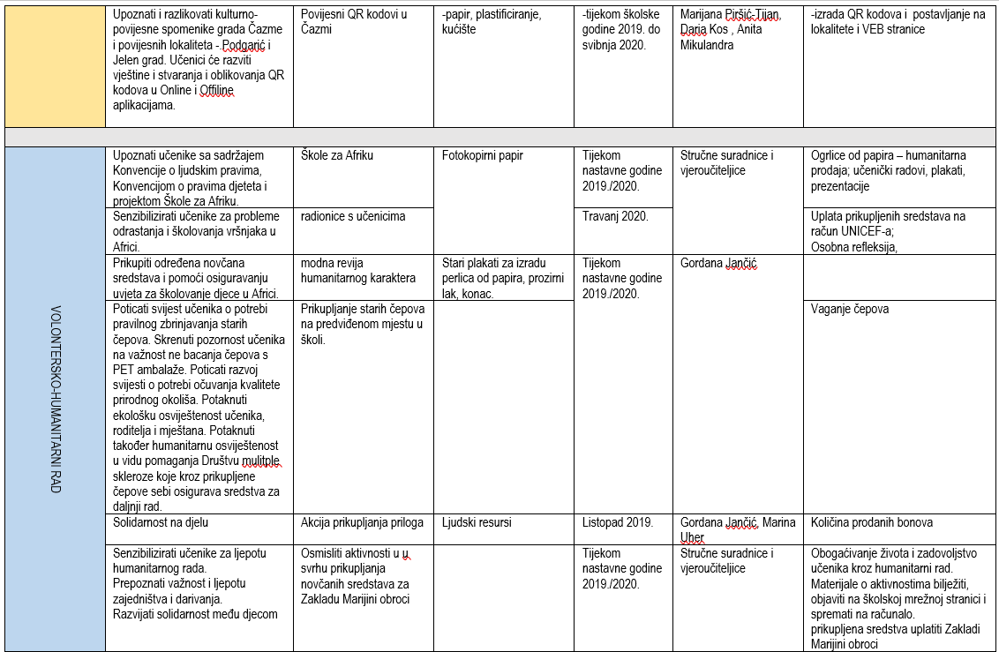 Upoznati i razlikovati kulturno-
povijesne spomenike grada Čazme
i povijesnih lokaliteta -.Podgarić i
Jelen grad. Učenici će razviti
vještine i stvaranja i oblikovanja QR
kodova u Online i Offiline
aplikacijama.
Povijesni QR kodovi u
Čazmi
-papir, plastificiranje,
kućište
-tijekom školske
godine 2019. do
svibnja 2020.
Marijana Piršić-Tijan,
Daria Kos , Anita
Mikulandra
-izrada QR kodova i  postavljanje na
lokalitete i VEB stranice
VOLONTERSKO-HUMANITARNI RAD
Upoznati učenike sa sadržajem
Konvencije o ljudskim pravima,
Konvencijom o pravima djeteta i
projektom Škole za Afriku.
Škole za Afriku
Fotokopirni papir
Tijekom
nastavne godine
2019./2020.
Stručne suradnice i
vjeroučiteljice
Ogrlice od papira – humanitarna
prodaja; učenički radovi, plakati,
prezentacije
Senzibilizirati učenike za probleme
odrastanja i školovanja vršnjaka u
Africi.
radionice s učenicima
Travanj 2020.
Uplata prikupljenih sredstava na
račun UNICEF-a;
Osobna refleksija,
Prikupiti određena novčana
sredstva i pomoći osiguravanju
uvjeta za školovanje djece u Africi.
modna revija
humanitarnog karaktera
Stari plakati za izradu
perlica od papira, prozirni
lak, konac.
Tijekom
nastavne godine
2019./2020.
Gordana Jančić
Poticati svijest učenika o potrebi
pravilnog zbrinjavanja starih
čepova. Skrenuti pozornost učenika
na važnost ne bacanja čepova s
PET ambalaže. Poticati razvoj
svijesti o potrebi očuvanja kvalitete
prirodnog okoliša. Potaknuti
ekološku osviještenost učenika,
roditelja i mještana. Potaknuti
također humanitarnu osviještenost
u vidu pomaganja Društvu mulitple
skleroze koje kroz prikupljene
čepove sebi osigurava sredstva za
daljnji rad.
Prikupljanje starih čepova
na predviđenom mjestu u
školi.
Vaganje čepova
Solidarnost na djelu
Akcija prikupljanja priloga
Ljudski resursi
Listopad 2019.
Gordana Jančić, Marina
Uher
Količina prodanih bonova
Senzibilizirati učenike za ljepotu
humanitarnog rada.
Prepoznati važnost i ljepotu
zajedništva i darivanja.
Razvijati solidarnost među djecom
Osmisliti aktivnosti u u
svrhu prikupljanja
novčanih sredstava za
Zakladu Marijini obroci
Tijekom
nastavne godine
2019./2020.
Stručne suradnice i
vjeroučiteljice
Obogaćivanje života i zadovoljstvo
učenika kroz humanitarni rad.
Materijale o aktivnostima bilježiti,
objaviti na školskoj mrežnoj stranici i
spremati na računalo.
prikupljena sredstva uplatiti Zakladi
Marijini obroci